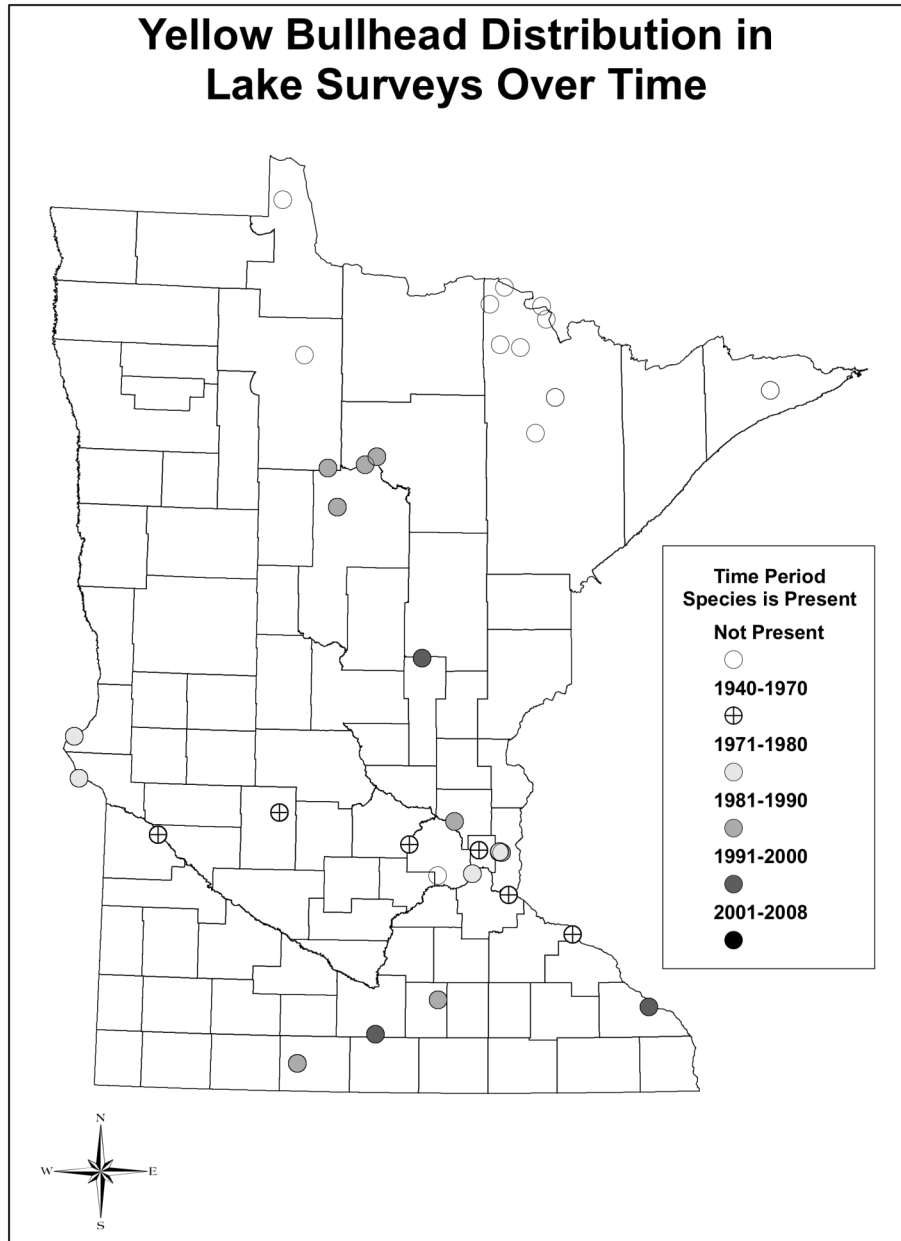 Yellow Bullhead Distribution in
Lake Surveys Over Time
Time Period
Species is Present
Not Present
1940-1970
1971-1980
1981-1990
1991-2000
2001-2008
N
W E
S